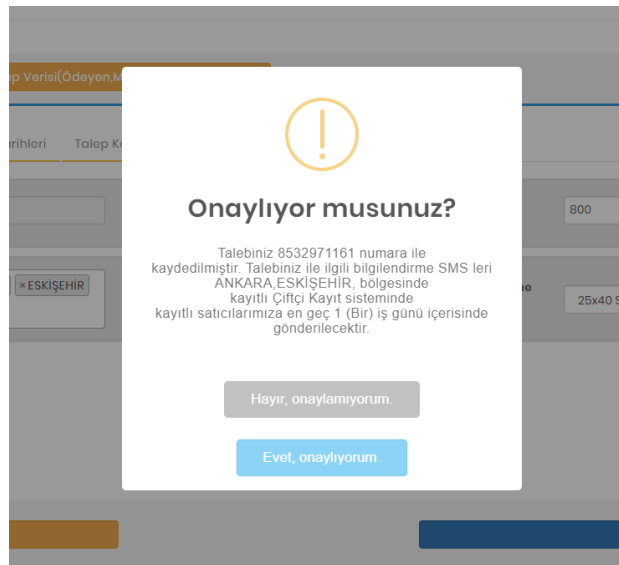 ıp Verisi(Ödeyen,M
arihleri Talep K
800
×ESKİŞEHİR
25x40 S
Onaylıyor musunuz?
Talebiniz 8532971161 numara ile
kaydedilmiştir. Talebiniz ile ilgili bilgilendirme SMS leri
ANKARA,ESKİŞEHİR, bölgesinde
kayıtlı Çiftçi Kayıt sisteminde
kayıtlı satıcılarımıza en geç 1 (Bir) iş günü içerisinde
gönderilecektir.
Hayır, onaylamıyorum.
Evet, onaylıyorum.